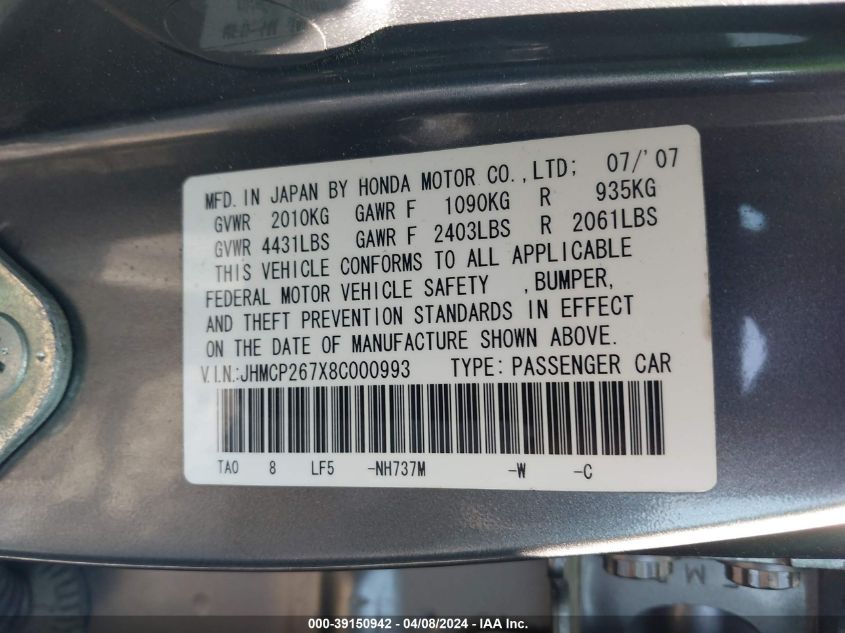 MFD. IN JAPAN BY HONDA MOTOR CO., LTD; 07/'07
GVWR 2010KG GAWR F 1090KG R 935KG
GVWR 4431LBS GAWR F 2403LBS R 2061LBS
THIS VEHICLE CONFORMS TO ALL APPLICABLE
FEDERAL MOTOR VEHICLE SAFETY , BUMPER,
AND THEFT PREVENTION STANDARDS IN EFFECT
ON THE DATE OF MANUFACTURE SHOWN ABOVE.
V.I.N.:JHMCP267X8C000993 TYPE: PASSENGER CAR
TA0 8 LF5 -NH737M -W -C
000-39150942 - 04/08/2024 - IAA Inc.